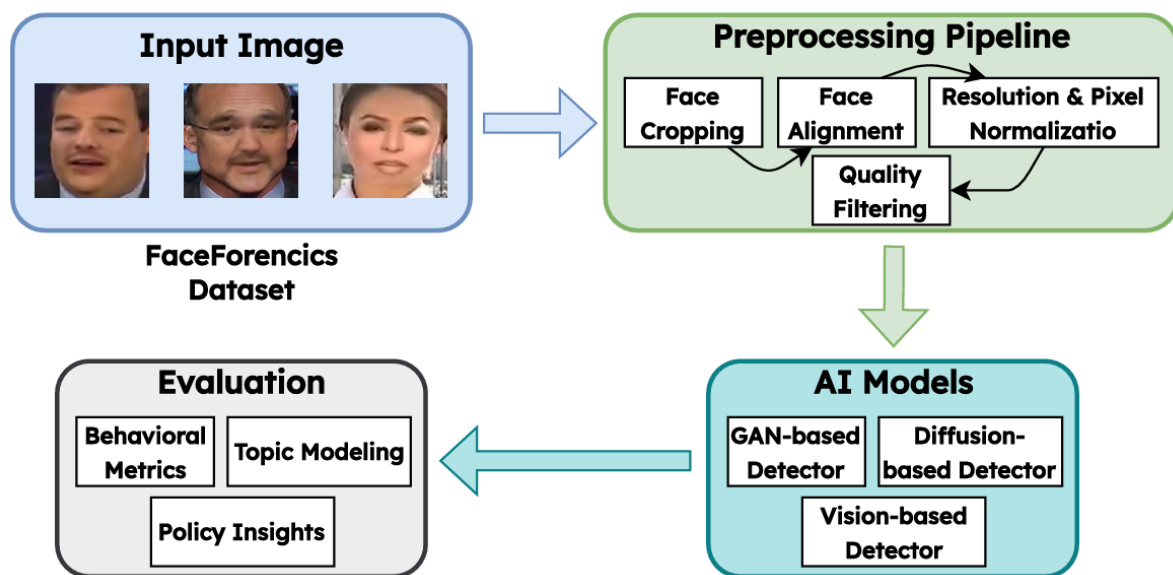 Input Image
FaceForencics
Dataset
Preprocessing Pipeline
Face
Cropping
Face
Alignment
Resolution & Pixel
Normalizatio
Quality
Filtering
AI Models
GAN-based
Detector
Diffusion-
based Detector
Vision-based
Detector
Evaluation
Behavioral
Metrics
Topic Modeling
Policy Insights